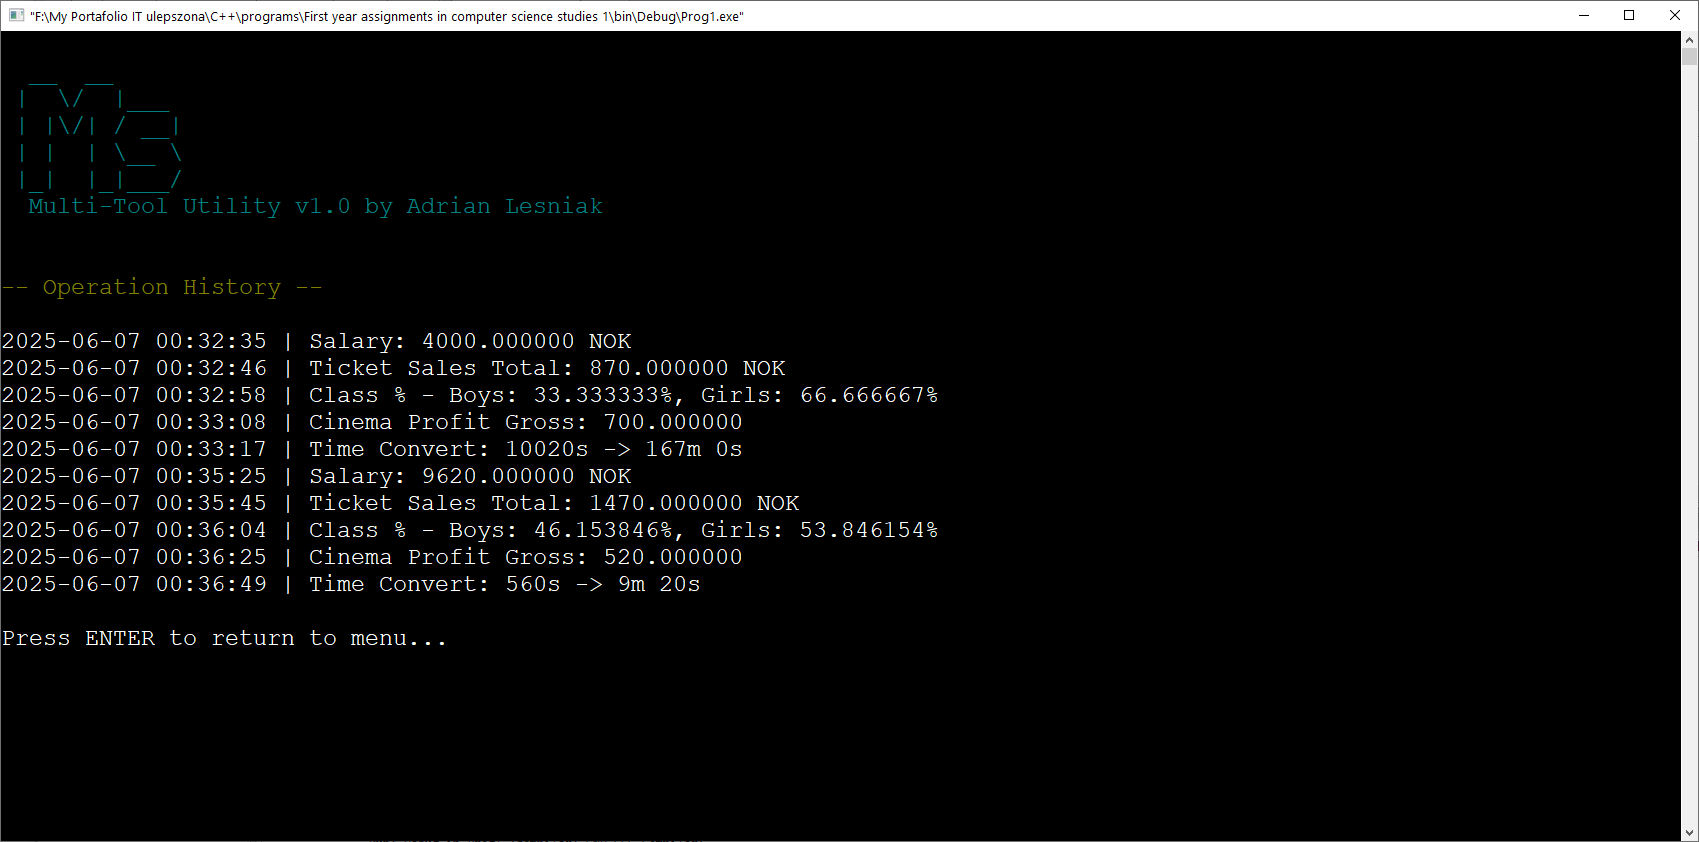 "F:\My Portafolio IT ulepszona\C++\programs\First year assignments in computer science studies 1\bin\Debug\Prog1.exe"
  __  __
 |  \/  |___
 | |\/| / __|
 | |  | \__ \
 |_|  |_|___/
  Multi-Tool Utility v1.0 by Adrian Lesniak
-- Operation History --
2025-06-07 00:32:35 | Salary: 4000.000000 NOK
2025-06-07 00:32:46 | Ticket Sales Total: 870.000000 NOK
2025-06-07 00:32:58 | Class % - Boys: 33.333333%, Girls: 66.666667%
2025-06-07 00:33:08 | Cinema Profit Gross: 700.000000
2025-06-07 00:33:17 | Time Convert: 10020s -> 167m 0s
2025-06-07 00:35:25 | Salary: 9620.000000 NOK
2025-06-07 00:35:45 | Ticket Sales Total: 1470.000000 NOK
2025-06-07 00:36:04 | Class % - Boys: 46.153846%, Girls: 53.846154%
2025-06-07 00:36:25 | Cinema Profit Gross: 520.000000
2025-06-07 00:36:49 | Time Convert: 560s -> 9m 20s
Press ENTER to return to menu...